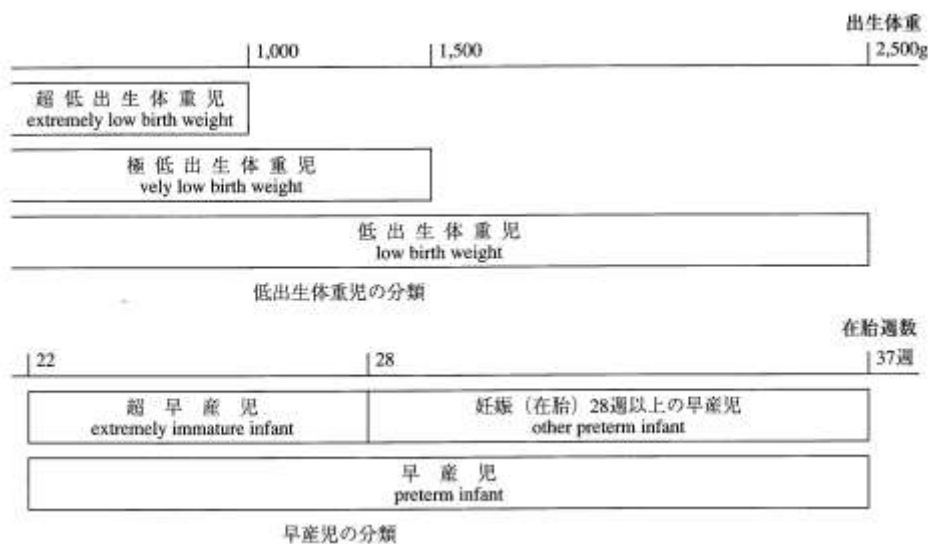 出生体重
1,000 1,500 2,500g
超低出生体重児
extremely low birth weight
極低出生体重児
vely low birth weight
低出生体重児
low birth weight
低出生体重児の分類
在胎週数
22 28 37週
超早産児
extremely immature infant
妊娠（在胎）28週以上の早産児
other preterm infant
早産児
preterm infant
早産児の分類